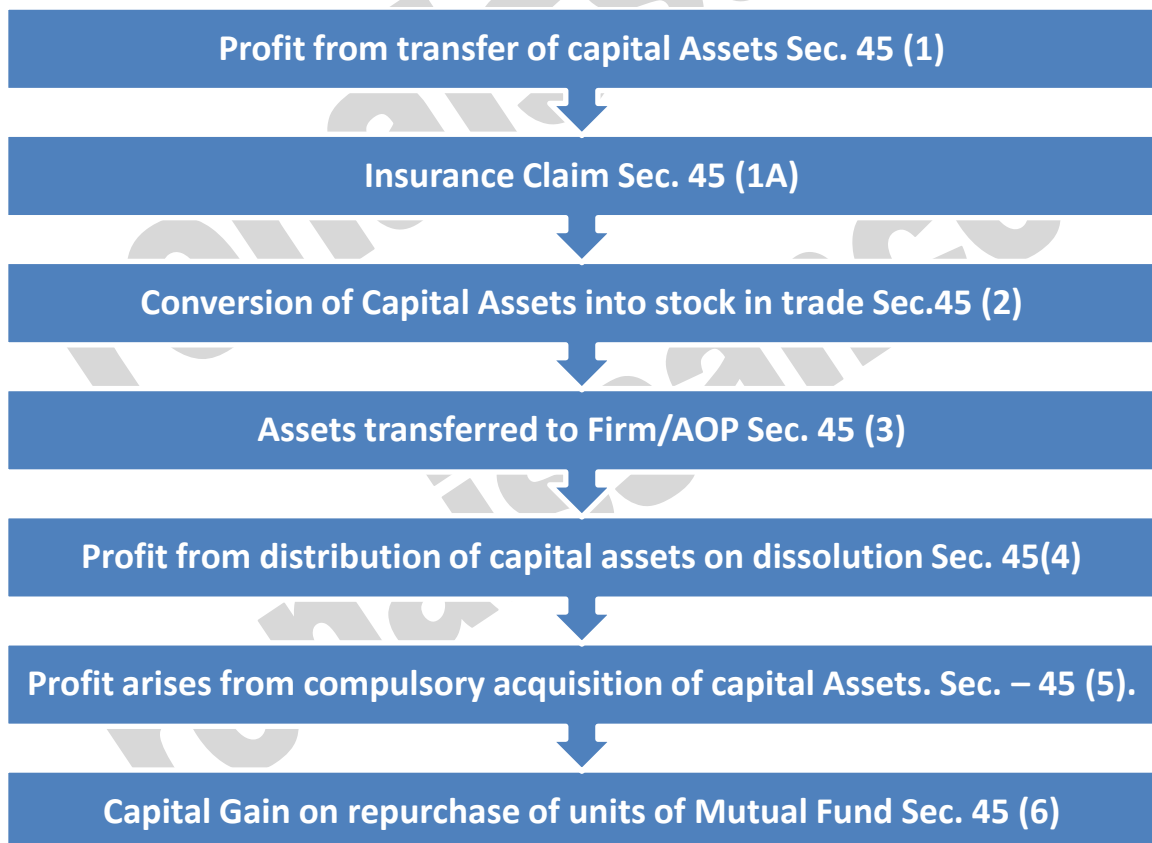 Profit from transfer of capital Assets Sec. 45 (1)
Insurance Claim Sec. 45 (1A)
Conversion of Capital Assets into stock in trade Sec.45 (2)
Assets transferred to Firm/AOP Sec. 45 (3)
Profit from distribution of capital assets on dissolution Sec. 45(4)
Profit arises from compulsory acquisition of capital Assets. Sec. – 45 (5).
Capital Gain on repurchase of units of Mutual Fund Sec. 45 (6)